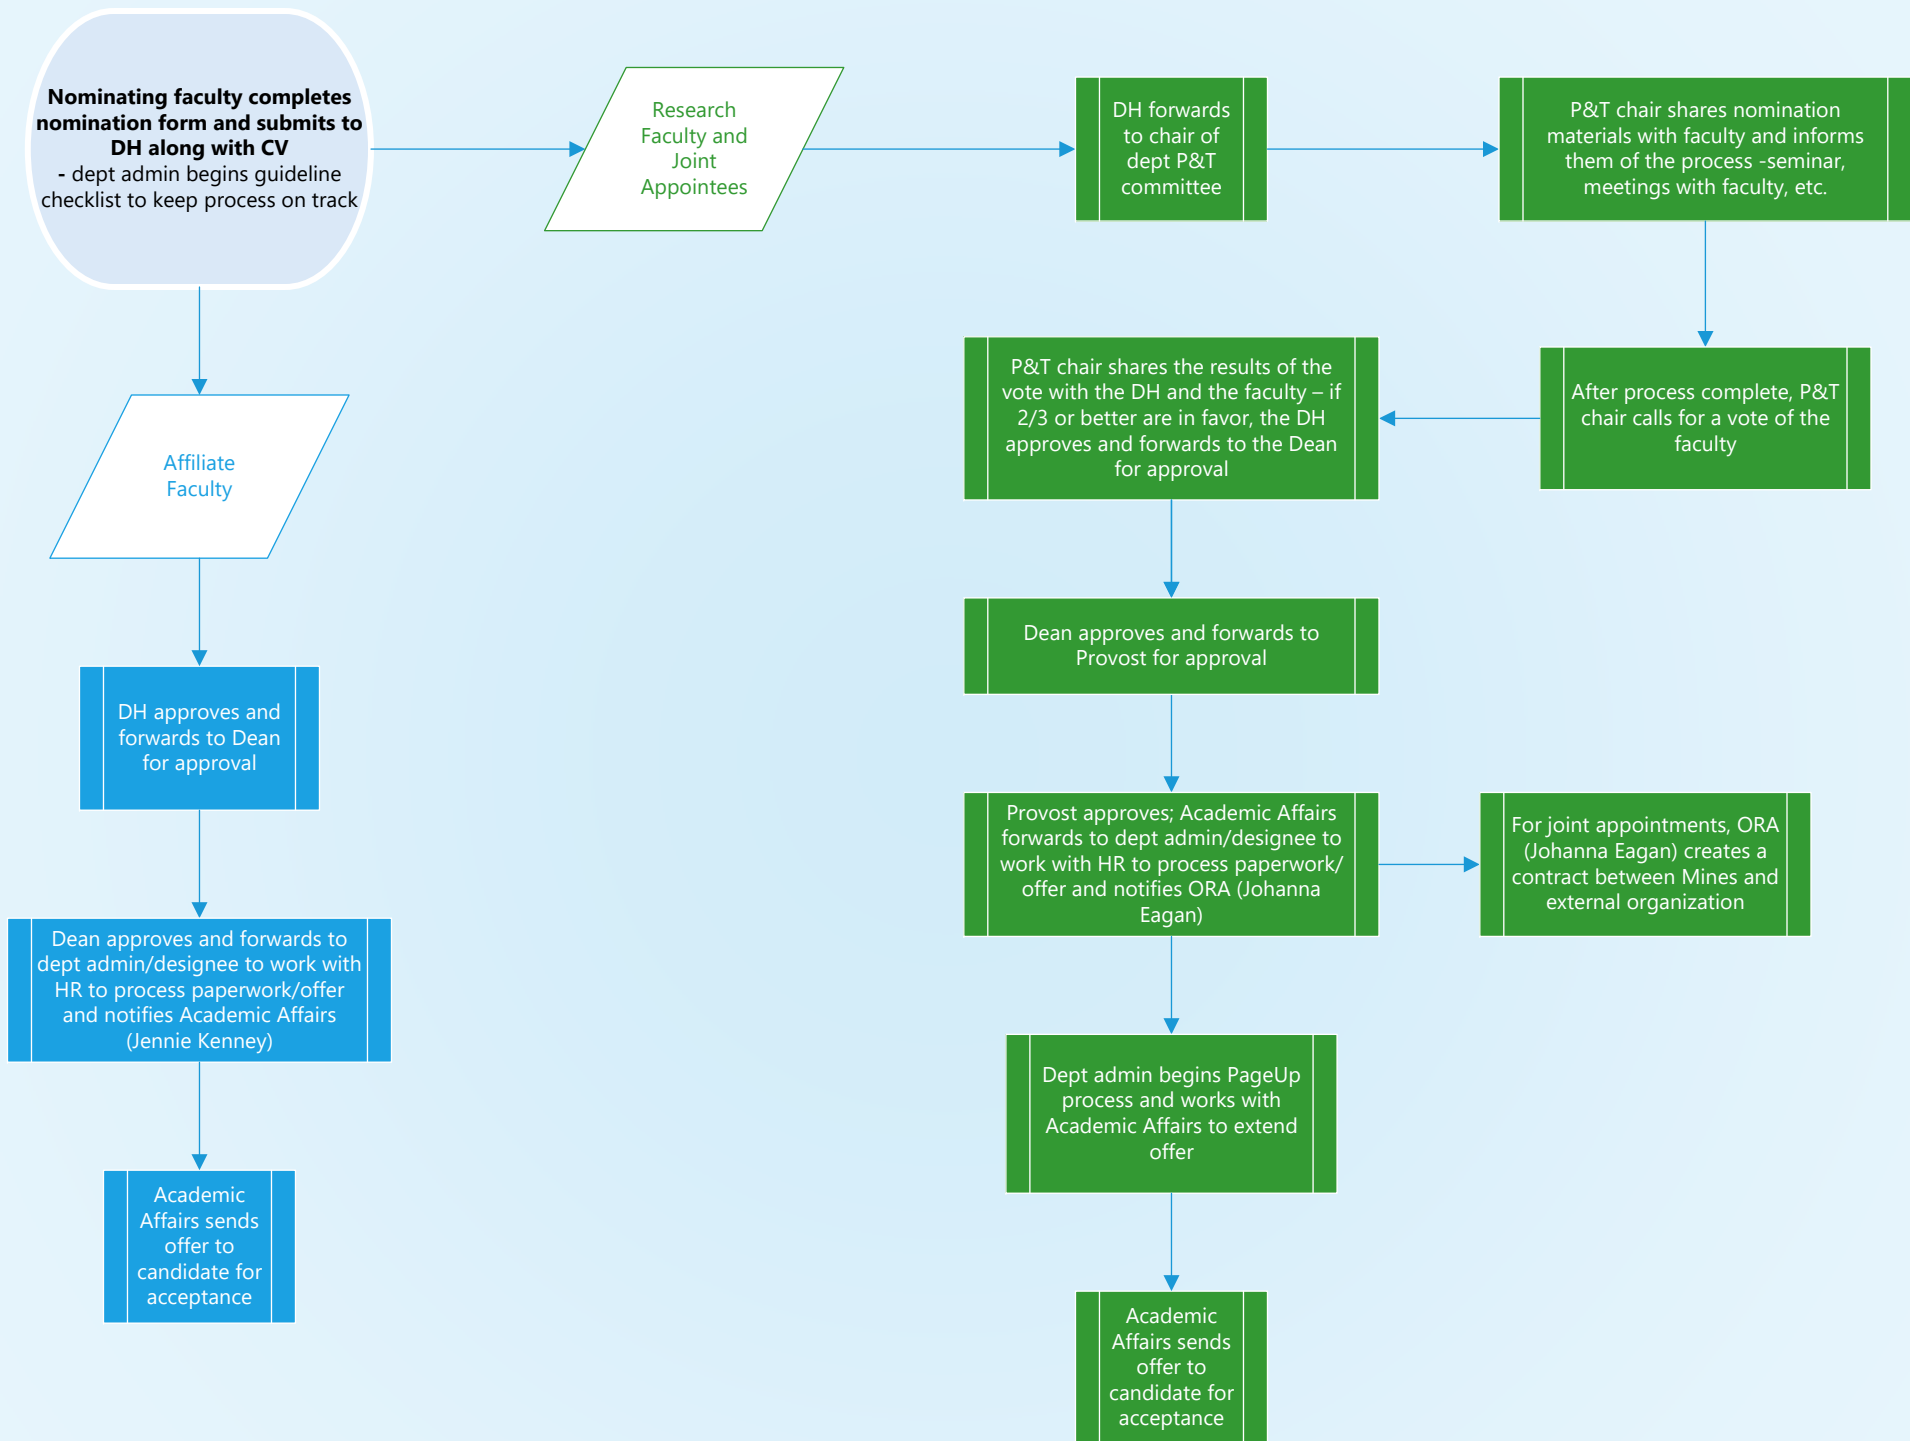 Nominating faculty completes
nomination form and submits to
DH along with CV
- dept admin begins guideline
checklist to keep process on track
Research
Faculty and
Joint
Appointees
DH forwards
to chair of
dept P&T
committee
P&T chair shares nomination
materials with faculty and informs
them of the process -seminar,
meetings with faculty, etc.
After process complete, P&T
chair calls for a vote of the
faculty
P&T chair shares the results of the
vote with the DH and the faculty – if
2/3 or better are in favor, the DH
approves and forwards to the Dean
for approval
Dean approves and forwards to
Provost for approval
Provost approves; Academic Affairs
forwards to dept admin/designee to
work with HR to process paperwork/
offer and notifies ORA (Johanna
Eagan)
For joint appointments, ORA
(Johanna Eagan) creates a
contract between Mines and
external organization
Dept admin begins PageUp
process and works with
Academic Affairs to extend
offer
Academic
Affairs sends
offer to
candidate for
acceptance
Affiliate
Faculty
DH approves and
forwards to Dean
for approval
Dean approves and forwards to
dept admin/designee to work with
HR to process paperwork/offer
and notifies Academic Affairs
(Jennie Kenney)
Academic
Affairs sends
offer to
candidate for
acceptance